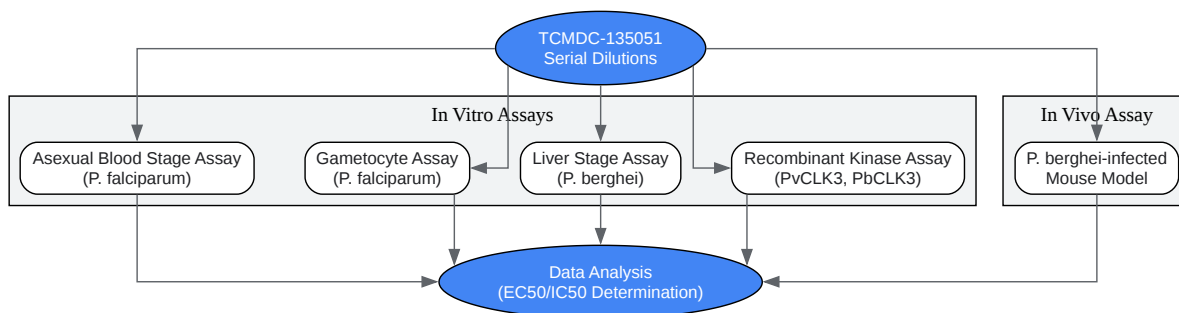 TCMDC-135051
Serial Dilutions
In Vitro Assays
In Vivo Assay
Asexual Blood Stage Assay
(P. falciparum)
Gametocyte Assay
(P. falciparum)
Liver Stage Assay
(P. berghei)
Recombinant Kinase Assay
(PvCLK3, PbCLK3)
P. berghei-infected
Mouse Model
Data Analysis
(EC50/IC50 Determination)